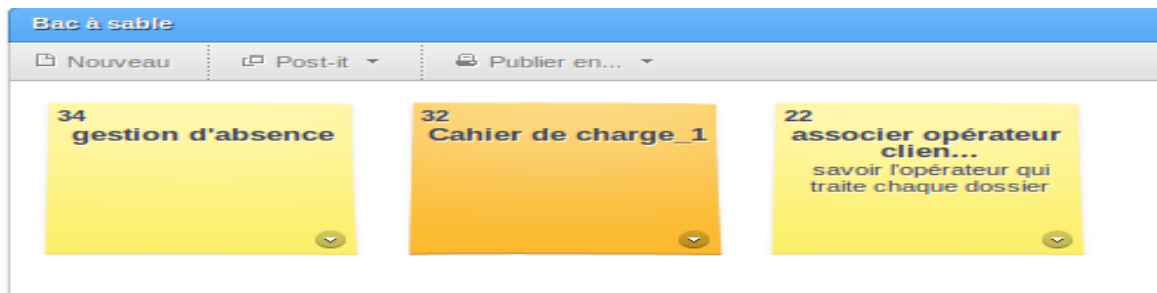 Bac à sable
Nouveau Post-it Publier en...
34
gestion d'absence
32
Cahier de charge_1
22
associer opérateur
clien...
savoir l'opérateur qui
traite chaque dossier